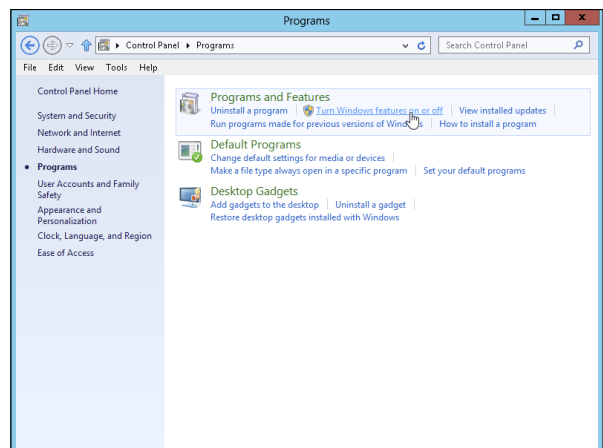 Programs
Control Panel Programs
Search Control Panel
File Edit View Tools Help
Control Panel Home
System and Security
Network and Internet
Hardware and Sound
Programs
User Accounts and Family
Safety
Appearance and
Personalization
Clock, Language, and Region
Ease of Access
Programs and Features
Uninstall a program Turn Windows features on or off View installed updates
Run programs made for previous versions of Windows How to install a program
Default Programs
Change default settings for media or devices
Make a file type always open in a specific program Set your default programs
Desktop Gadgets
Add gadgets to the desktop Uninstall a gadget
Restore desktop gadgets installed with Windows